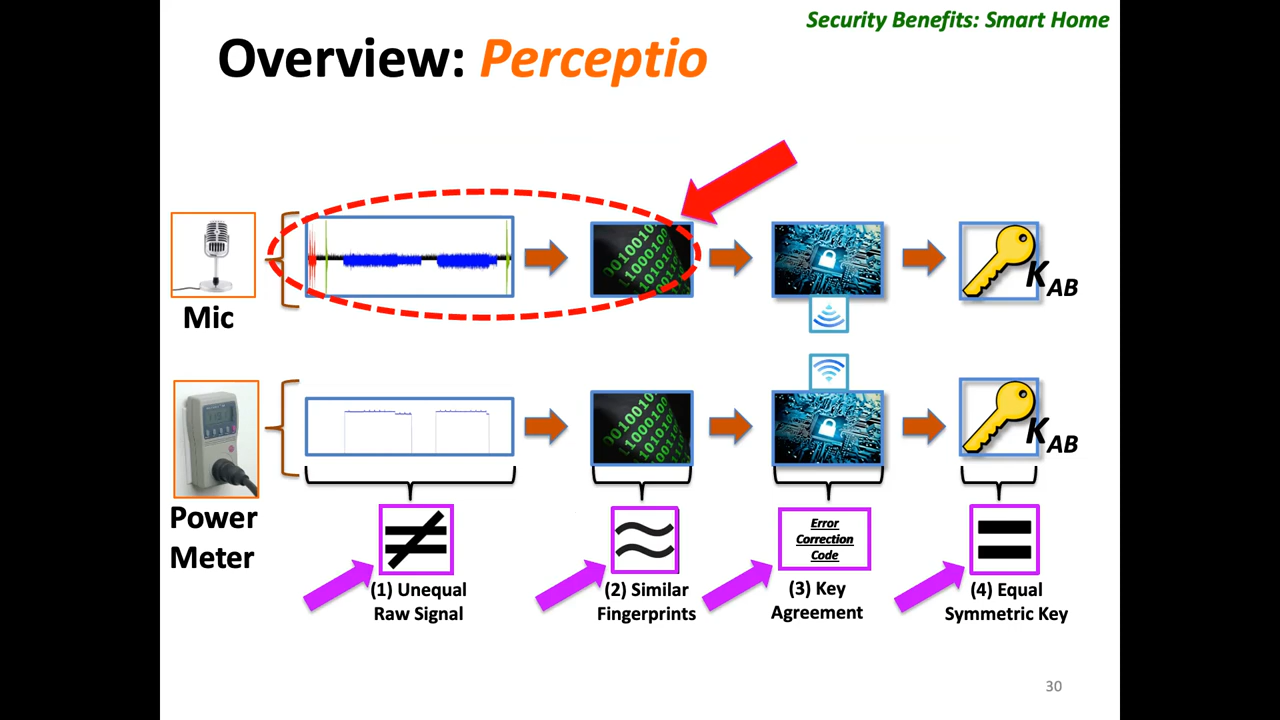 Security Benefits: Smart Home
Overview: Perceptio
Mic
K_AB
Power
Meter
K_AB
Error
Correction
Code
(1) Unequal
Raw Signal
(2) Similar
Fingerprints
(3) Key
Agreement
(4) Equal
Symmetric Key
30